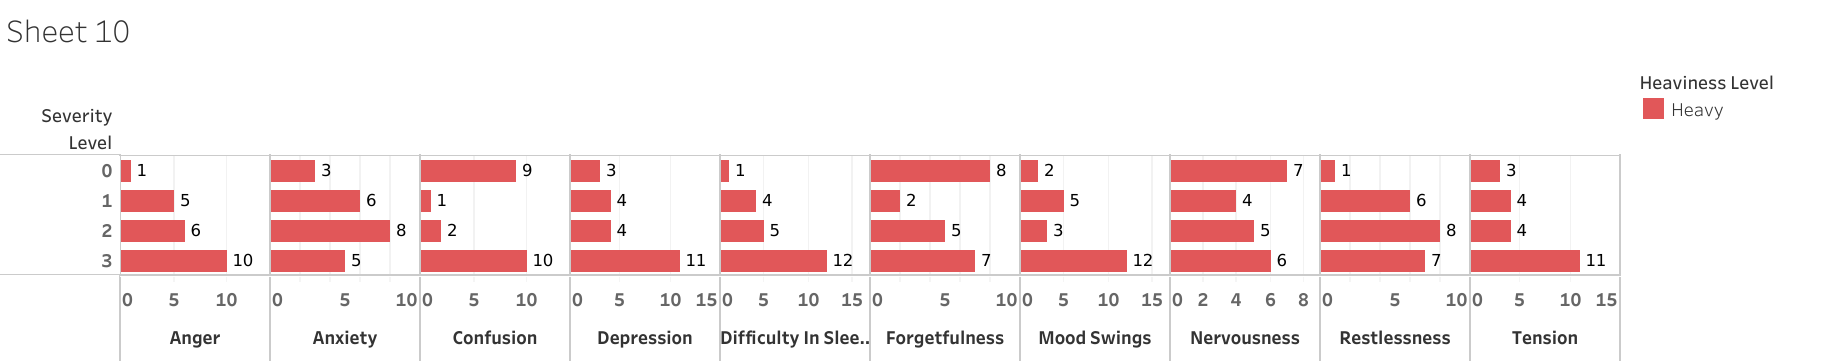 Sheet 10
Heaviness Level
Heavy
Severity
Level
0 1 3 9 3 1 8 2 7 1 3
1 5 6 1 4 4 2 5 4 6 4
2 6 8 2 4 5 5 3 5 8 4
3 10 5 10 11 12 7 12 6 7 11
0 5 10 0 5 10 0 5 10 0 5 10 15 0 5 10 15 0 5 10 0 5 10 15 0 2 4 6 8 0 5 10 0 5 10 15
Anger Anxiety Confusion Depression Difficulty In Slee.. Forgetfulness Mood Swings Nervousness Restlessness Tension